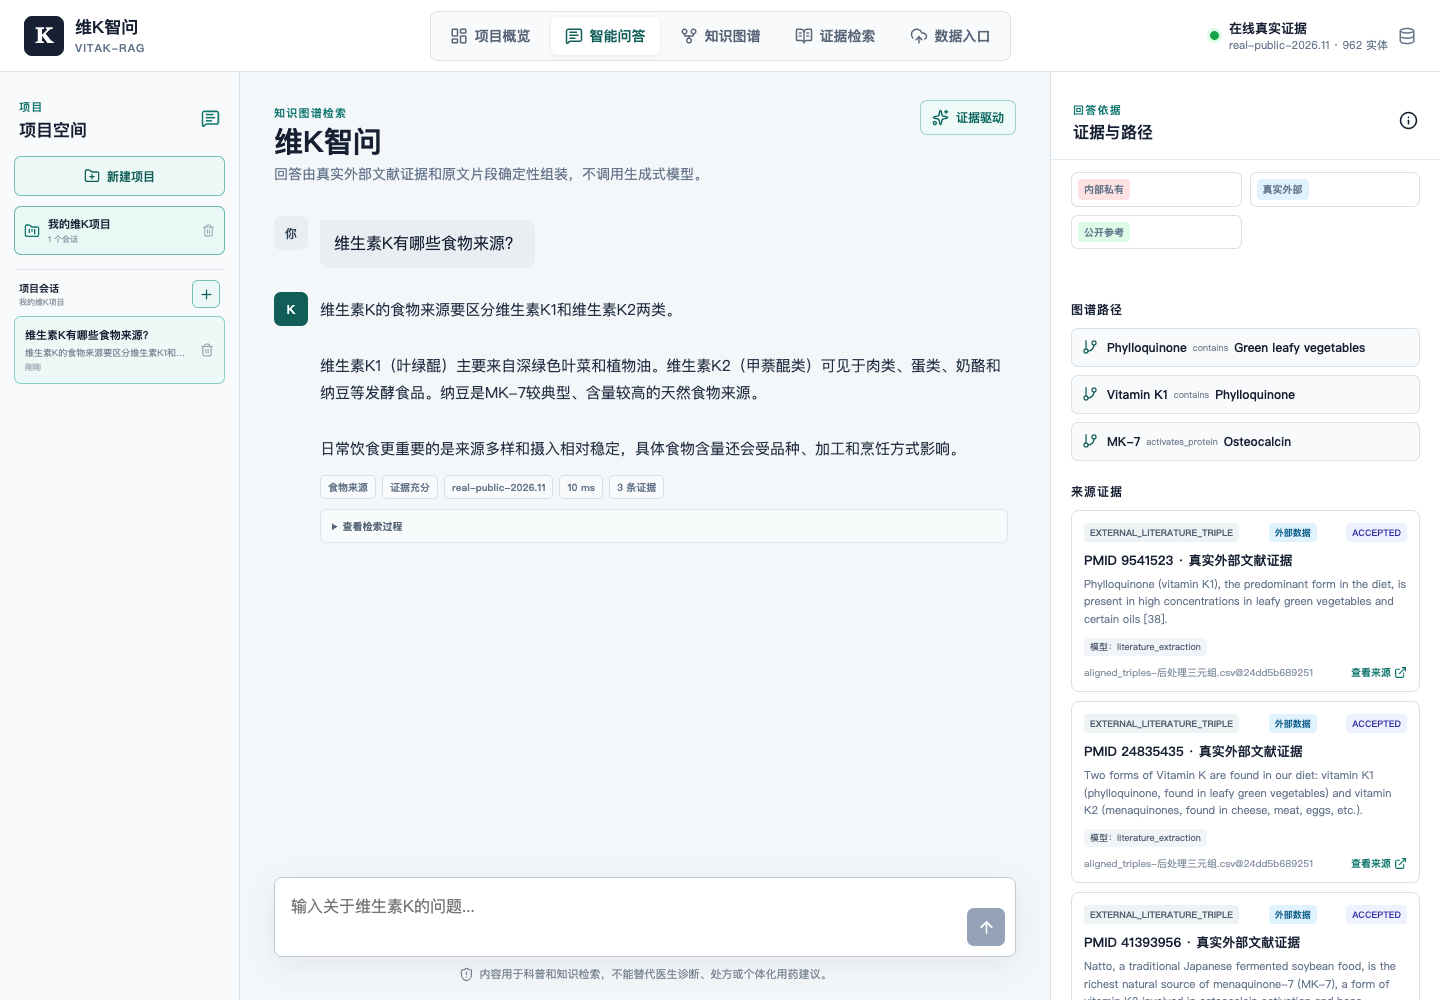 K
维K智问
VITAK-RAG
项目概览
智能问答
知识图谱
证据检索
数据入口
在线真实证据
real-public-2026.11 · 962 实体
项目
项目空间
新建项目
我的维K项目
1 个会话
项目会话
我的维K项目
维生素K有哪些食物来源?
维生素K的食物来源要区分维生素K1和...
刚刚
知识图谱检索
维K智问
回答由真实外部文献证据和原文片段确定性组装，不调用生成式模型。
证据驱动
你
维生素K有哪些食物来源?
K
维生素K的食物来源要区分维生素K1和维生素K2两类。
维生素K1（叶绿醌）主要来自深绿色叶菜和植物油。维生素K2（甲萘醌类）可见于肉类、蛋类、奶酪和
纳豆等发酵食品。纳豆是MK-7较典型、含量较高的天然食物来源。
日常饮食更重要的是来源多样和摄入相对稳定，具体食物含量还会受品种、加工和烹饪方式影响。
食物来源
证据充分
real-public-2026.11
10 ms
3 条证据
查看检索过程
输入关于维生素K的问题...
内容用于科普和知识检索，不能替代医生诊断、处方或个体化用药建议。
回答依据
证据与路径
内部私有
真实外部
公开参考
图谱路径
Phylloquinone contains Green leafy vegetables
Vitamin K1 contains Phylloquinone
MK-7 activates_protein Osteocalcin
来源证据
EXTERNAL_LITERATURE_TRIPLE 外部数据 ACCEPTED
PMID 9541523 · 真实外部文献证据
Phylloquinone (vitamin K1), the predominant form in the diet, is
present in high concentrations in leafy green vegetables and
certain oils [38].
模型：literature_extraction
aligned_triples-后处理三元组.csv@24dd5b689251 查看来源
EXTERNAL_LITERATURE_TRIPLE 外部数据 ACCEPTED
PMID 24835435 · 真实外部文献证据
Two forms of Vitamin K are found in our diet: vitamin K1
(phylloquinone, found in leafy green vegetables) and vitamin
K2 (menaquinones, found in cheese, meat, eggs, etc.).
模型：literature_extraction
aligned_triples-后处理三元组.csv@24dd5b689251 查看来源
EXTERNAL_LITERATURE_TRIPLE 外部数据 ACCEPTED
PMID 41393956 · 真实外部文献证据
Natto, a traditional Japanese fermented soybean food, is the
richest natural source of menaquinone-7 (MK-7), a form of